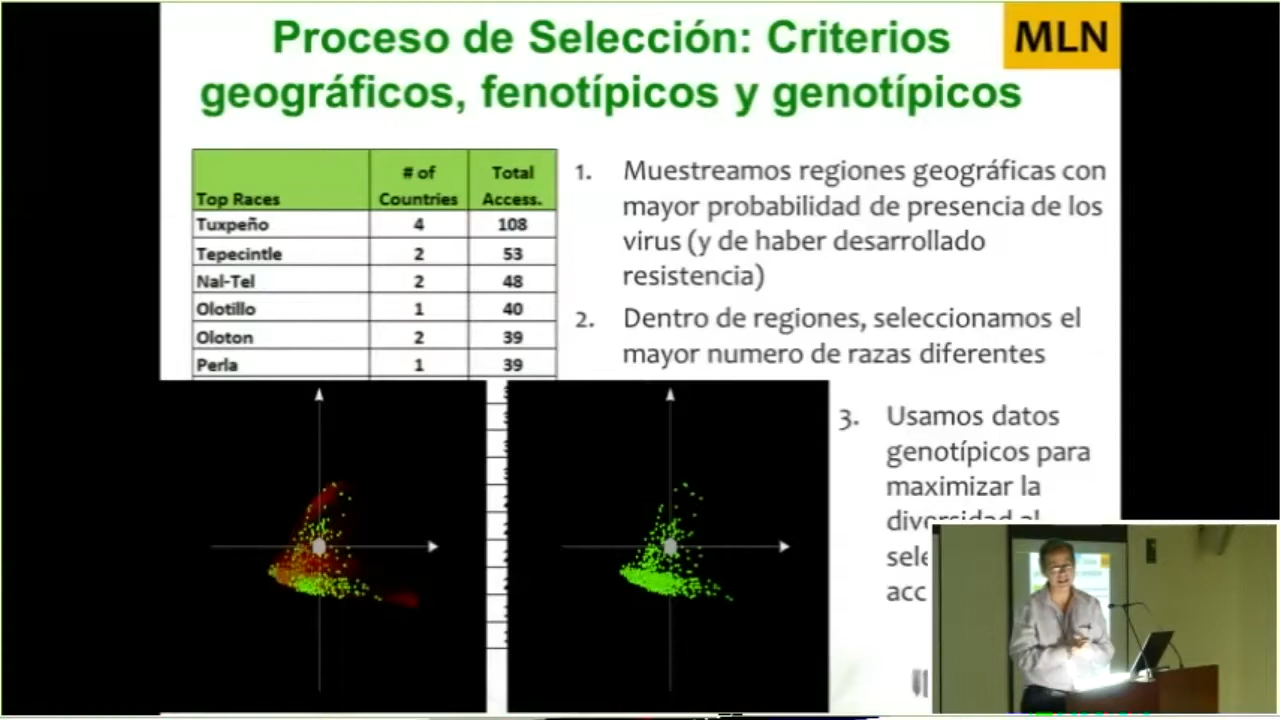 Proceso de Selección: Criterios
geográficos, fenotípicos y genotípicos
MLN
Top Races # of Countries Total Access.
Tuxpeño 4 108
Tepecintle 2 53
Nal-Tel 2 48
Olotillo 1 40
Oloton 2 39
Perla 1 39
1. Muestreamos regiones geográficas con
mayor probabilidad de presencia de los
virus (y de haber desarrollado
resistencia)
2. Dentro de regiones, seleccionamos el
mayor numero de razas diferentes
3. Usamos datos
genotípicos para
maximizar la